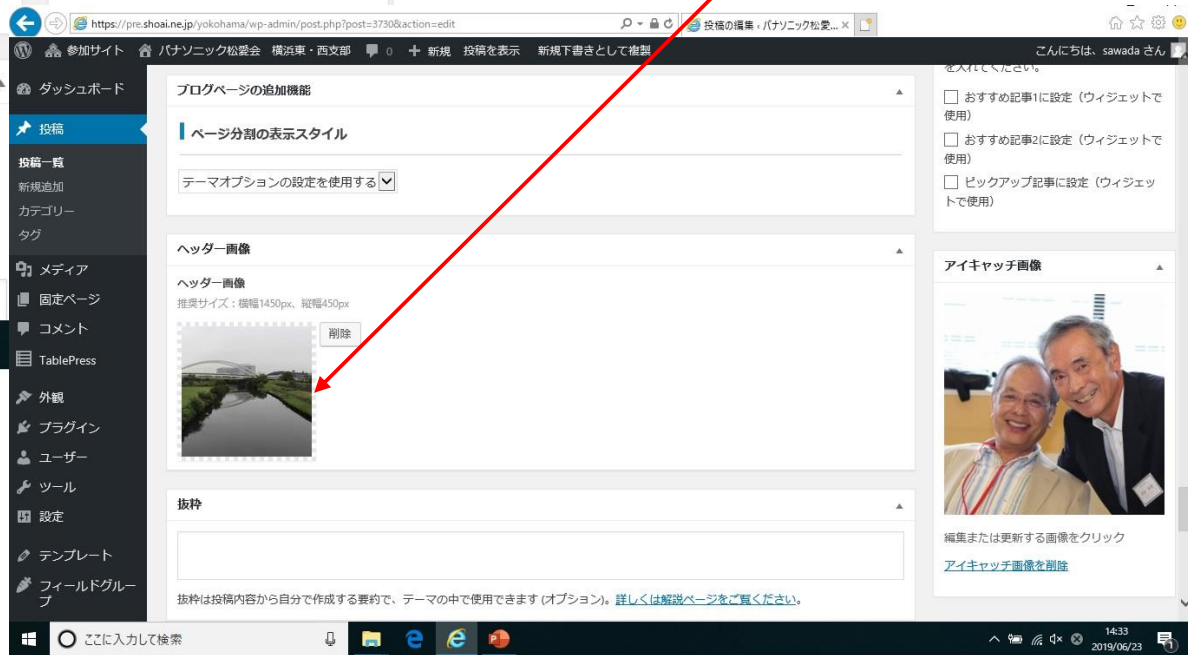 https://pre.shoai.ne.jp/yokohama/wp-admin/post.php?post=3730&action=edit
投稿の編集 ‹ パナソニック松愛...
参加サイト パナソニック松愛会 横浜東・西支部 0 新規 投稿を表示 新規下書きとして複製
こんにちは、sawada さん
ダッシュボード
投稿
投稿一覧
新規追加
カテゴリー
タグ
メディア
固定ページ
コメント
TablePress
外観
プラグイン
ユーザー
ツール
設定
テンプレート
フィールドグルー
プ
ブログページの追加機能
ページ分割の表示スタイル
テーマオプションの設定を使用する
ヘッダー画像
ヘッダー画像
推奨サイズ：横幅1450px、縦幅450px
削除
抜粋
抜粋は投稿内容から自分で作成する要約で、テーマの中で使用できます (オプション)。詳しくは解説ページをご覧ください。
を入れてください。
おすすめ記事1に設定（ウィジェットで
使用）
おすすめ記事2に設定（ウィジェットで
使用）
ピックアップ記事に設定（ウィジェッ
トで使用）
アイキャッチ画像
編集または更新する画像をクリック
アイキャッチ画像を削除
ここに入力して検索
14:33
2019/06/23